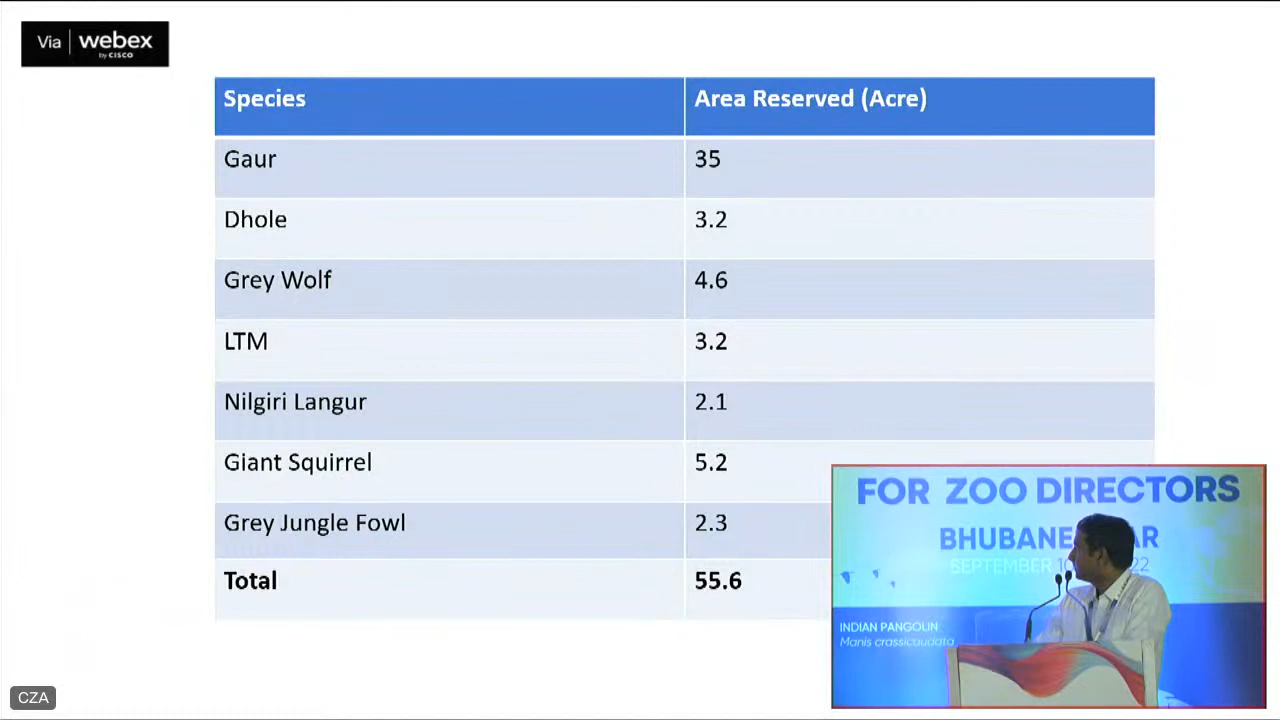 Via webex
by CISCO
Species Area Reserved (Acre)
Gaur 35
Dhole 3.2
Grey Wolf 4.6
LTM 3.2
Nilgiri Langur 2.1
Giant Squirrel 5.2
Grey Jungle Fowl 2.3
Total 55.6
FOR ZOO DIRECTORS
SEPTEMBER
INDIAN PANGOLIN
Manis crassicaudata
CZA